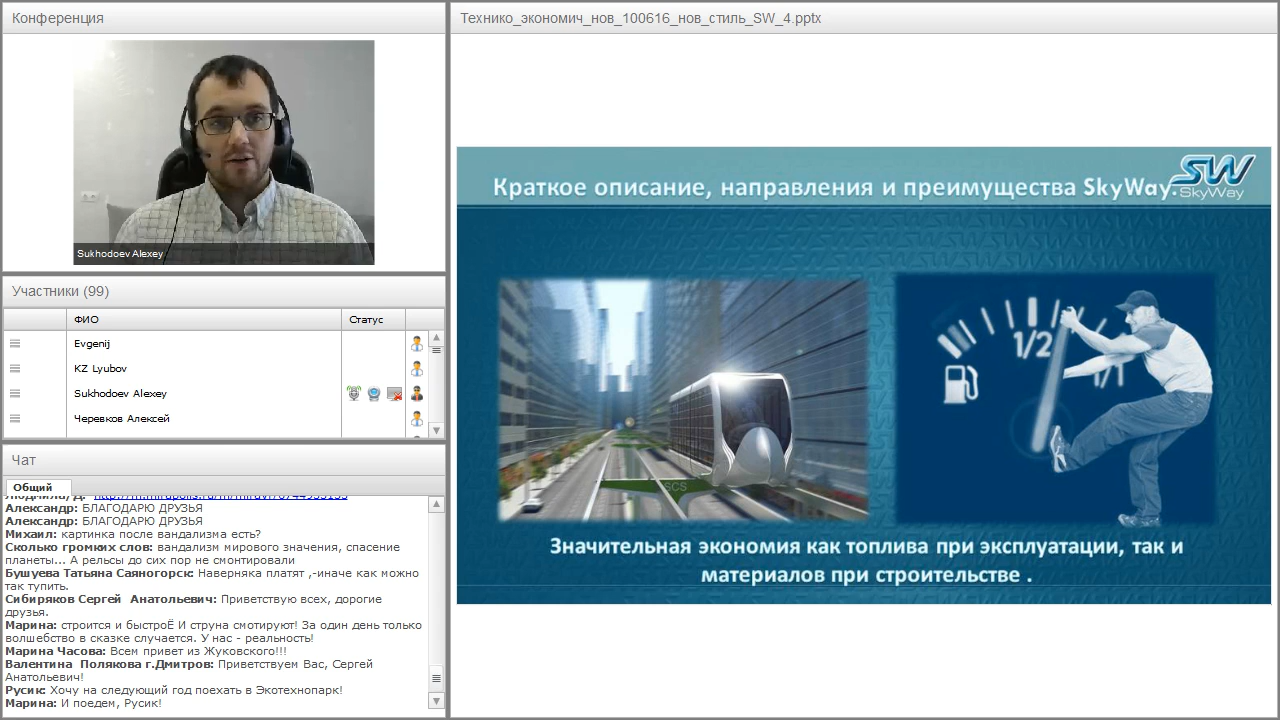 Конференция
Sukhodoev Alexey
Участники (99)
ФИО
Статус
Evgenij
KZ Lyubov
Sukhodoev Alexey
Черевков Алексей
Чат
Общий
Александр: БЛАГОДАРЮ ДРУЗЬЯ
Александр: БЛАГОДАРЮ ДРУЗЬЯ
Михаил: картинка после вандализма есть?
Сколько громких слов: вандализм мирового значения, спасение
планеты... А рельсы до сих пор не смонтировали
Бушуева Татьяна Саяногорск: Наверняка платят ,-иначе как можно
так тупить.
Сибиряков Сергей Анатольевич: Приветствую всех, дорогие
друзья.
Марина: строится и быстроЁ И струна смотируют! За один день только
волшебство в сказке случается. У нас - реальность!
Марина Часова: Всем привет из Жуковского!!!
Валентина Полякова г.Дмитров: Приветствуем Вас, Сергей
Анатольевич!
Русик: Хочу на следующий год поехать в Экотехнопарк!
Марина: И поедем, Русик!
Технико_экономич_нов_100616_нов_стиль_SW_4.pptx
Краткое описание, направления и преимущества SkyWay.
SW
SkyWay
SCS
1/2
1/1
Значительная экономия как топлива при эксплуатации, так и
материалов при строительстве .